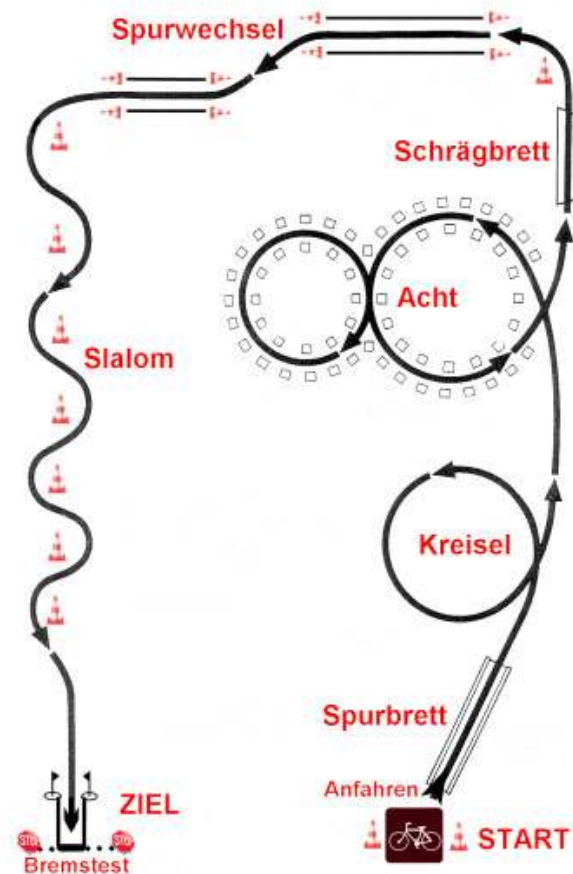 Spurwechsel
Schrägbrett
Acht
Slalom
Kreisel
Spurbrett
Anfahren
ZIEL
START
Bremstest